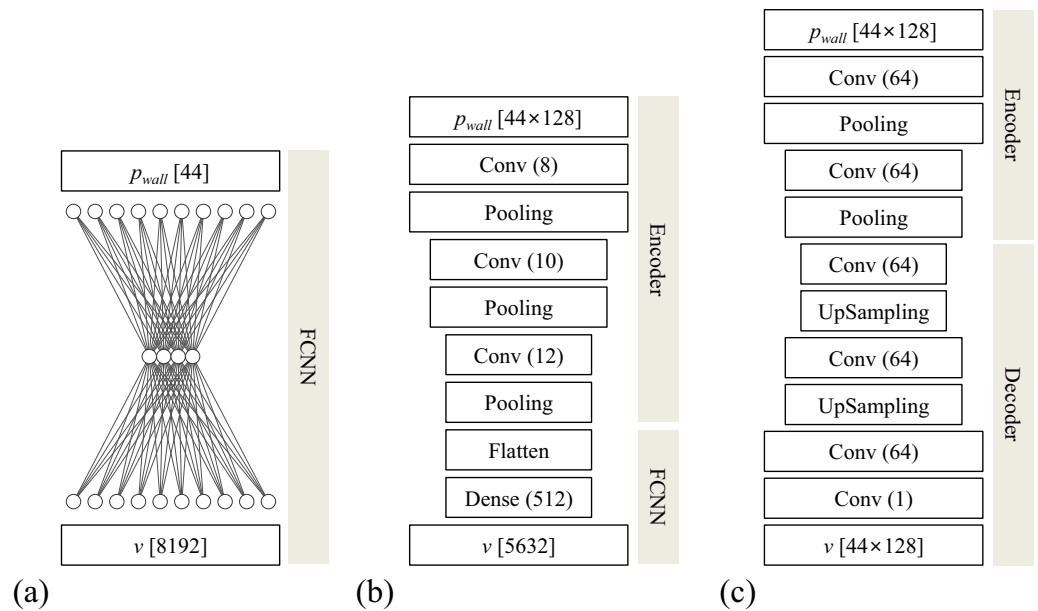 p_wall [44]
v [8192]
FCNN
(a)
p_wall [44×128]
Conv (8)
Pooling
Conv (10)
Pooling
Conv (12)
Pooling
Flatten
Dense (512)
v [5632]
Encoder
FCNN
(b)
p_wall [44×128]
Conv (64)
Pooling
Conv (64)
Pooling
Conv (64)
UpSampling
Conv (64)
UpSampling
Conv (64)
Conv (1)
v [44×128]
Encoder
Decoder
(c)